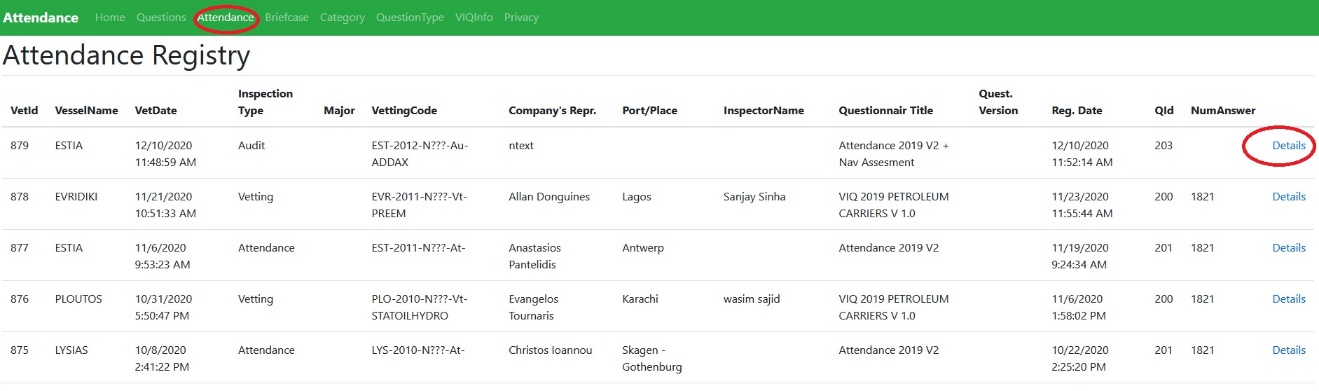 Attendance Home Questions Attendance Briefcase Category QuestionType VIQInfo Privacy
Attendance Registry
VetId VesselName VetDate Inspection Type Major VettingCode Company's Repr. Port/Place InspectorName Questionnair Title Quest. Version Reg. Date QId NumAnswer
879 ESTIA 12/10/2020 Audit EST-2012-N???-Au- ntext Attendance 2019 V2 + 12/10/2020 203 Details
11:48:59 AM ADDAX Nav Assesment 11:52:14 AM
878 EVRIDIKI 11/21/2020 Vetting EVR-2011-N???-Vt- Allan Donguines Lagos Sanjay Sinha VIQ 2019 PETROLEUM 11/23/2020 200 1821 Details
10:51:33 AM PREEM CARRIERS V 1.0 11:55:44 AM
877 ESTIA 11/6/2020 Attendance EST-2011-N???-At- Anastasios Antwerp Attendance 2019 V2 11/19/2020 201 1821 Details
9:53:23 AM Pantelidis 9:24:34 AM
876 PLOUTOS 10/31/2020 Vetting PLO-2010-N???-Vt- Evangelos Karachi wasim sajid VIQ 2019 PETROLEUM 11/6/2020 200 1821 Details
5:50:47 PM STATOILHYDRO Tournaris CARRIERS V 1.0 1:58:02 PM
875 LYSIAS 10/8/2020 Attendance LYS-2010-N???-At- Christos Ioannou Skagen - Attendance 2019 V2 10/22/2020 201 1821 Details
2:41:22 PM Gothenburg 2:25:20 PM